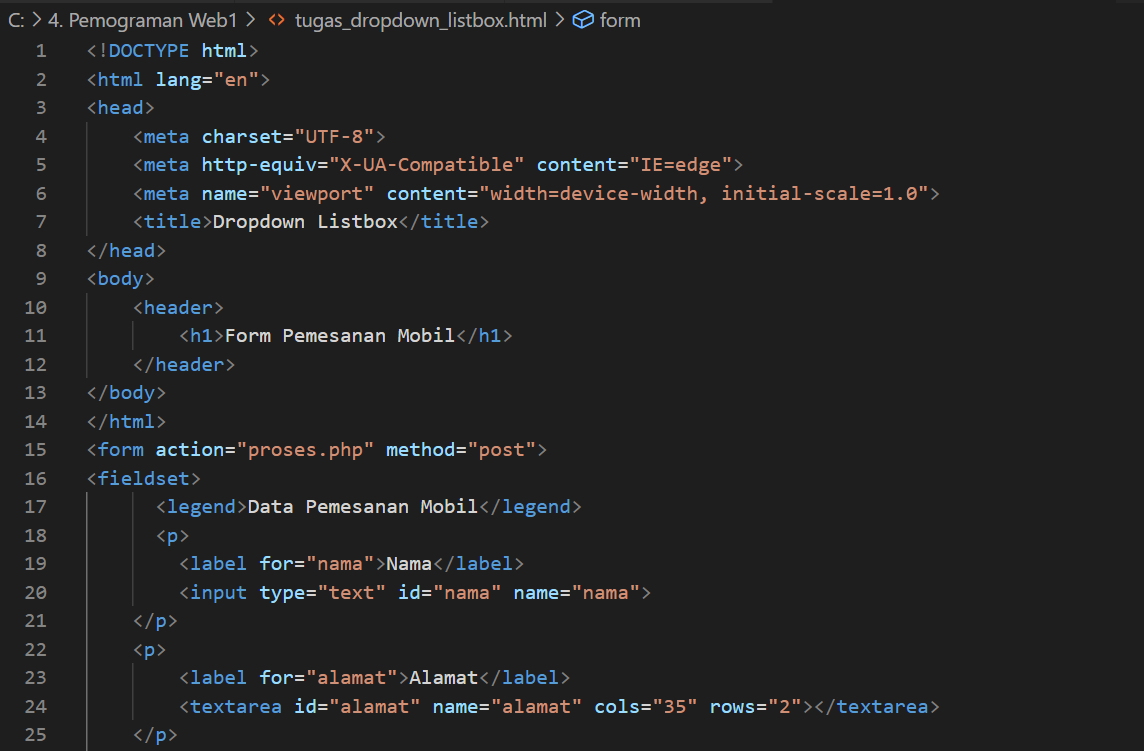 C: > 4. Pemograman Web1 > <> tugas_dropdown_listbox.html > form
1 <!DOCTYPE html>
2 <html lang="en">
3 <head>
4 <meta charset="UTF-8">
5 <meta http-equiv="X-UA-Compatible" content="IE=edge">
6 <meta name="viewport" content="width=device-width, initial-scale=1.0">
7 <title>Dropdown Listbox</title>
8 </head>
9 <body>
10 <header>
11 <h1>Form Pemesanan Mobil</h1>
12 </header>
13 </body>
14 </html>
15 <form action="proses.php" method="post">
16 <fieldset>
17 <legend>Data Pemesanan Mobil</legend>
18 <p>
19 <label for="nama">Nama</label>
20 <input type="text" id="nama" name="nama">
21 </p>
22 <p>
23 <label for="alamat">Alamat</label>
24 <textarea id="alamat" name="alamat" cols="35" rows="2"></textarea>
25 </p>